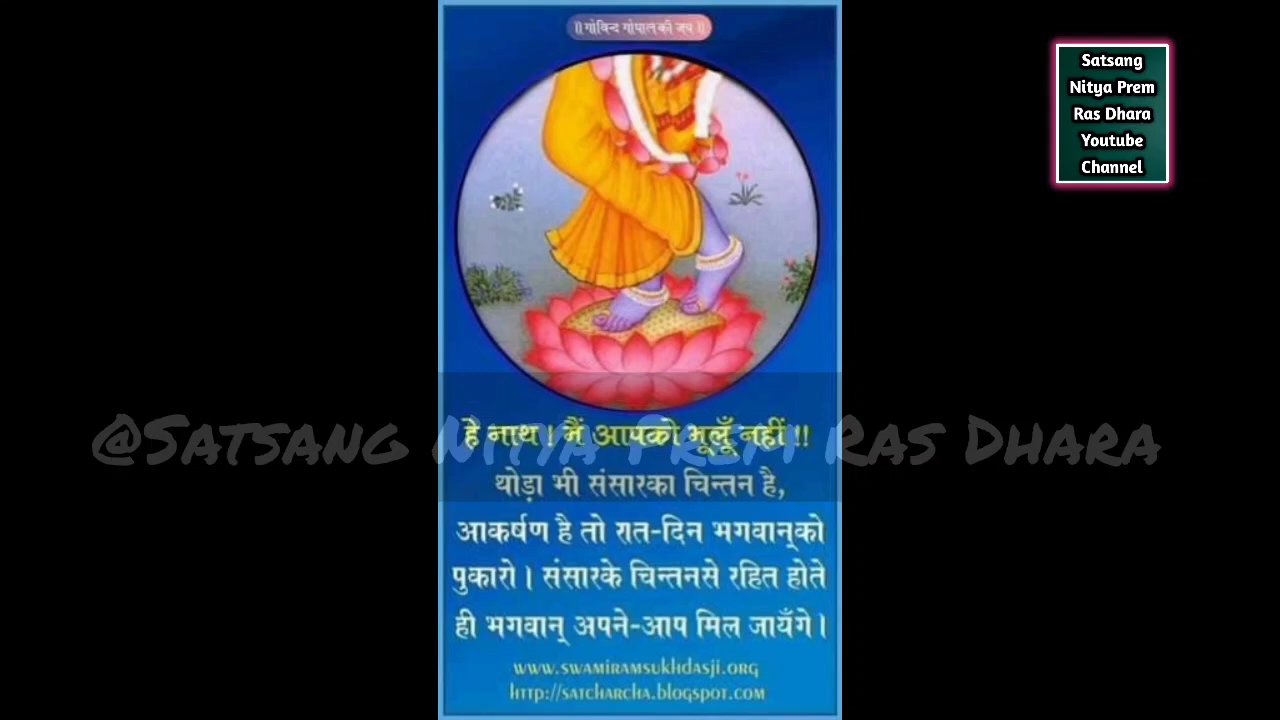 ॥ गोविन्द गोपाल की जय ॥
Satsang
Nitya Prem
Ras Dhara
Youtube
Channel
हे नाथ ! मैं आपको भूलूँ नहीं !!
@Satsang Nitya Prem Ras Dhara
थोड़ा भी संसारका चिन्तन है,
आकर्षण है तो रात-दिन भगवान्‌को
पुकारो । संसारके चिन्तनसे रहित होते
ही भगवान् अपने-आप मिल जायँगे ।
www.swamiramsukhdasji.org
http://satcharcha.blogspot.com